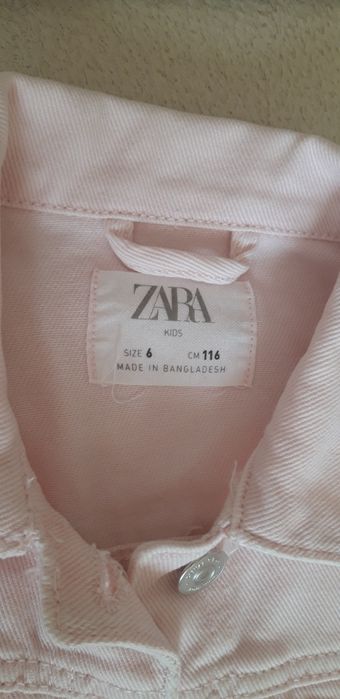 ZARA
KIDS
SIZE 6 CM 116
MADE IN BANGLADESH